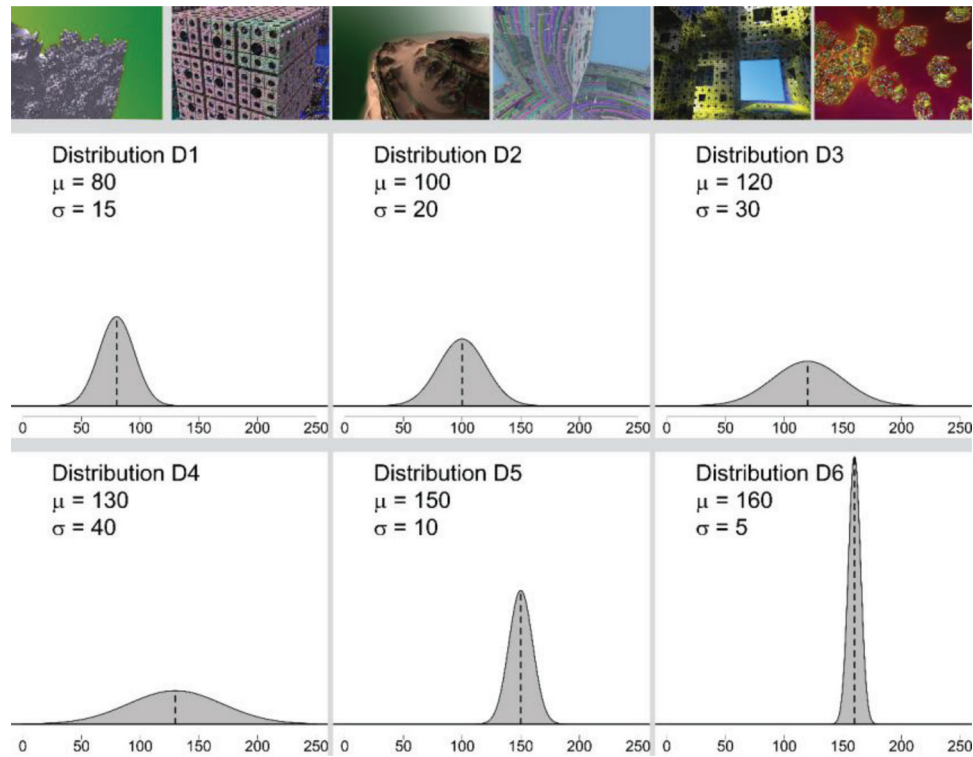 Distribution D1
μ = 80
σ = 15
0 50 100 150 200 250
Distribution D2
μ = 100
σ = 20
0 50 100 150 200 250
Distribution D3
μ = 120
σ = 30
0 50 100 150 200 250
Distribution D4
μ = 130
σ = 40
0 50 100 150 200 250
Distribution D5
μ = 150
σ = 10
0 50 100 150 200 250
Distribution D6
μ = 160
σ = 5
0 50 100 150 200 250